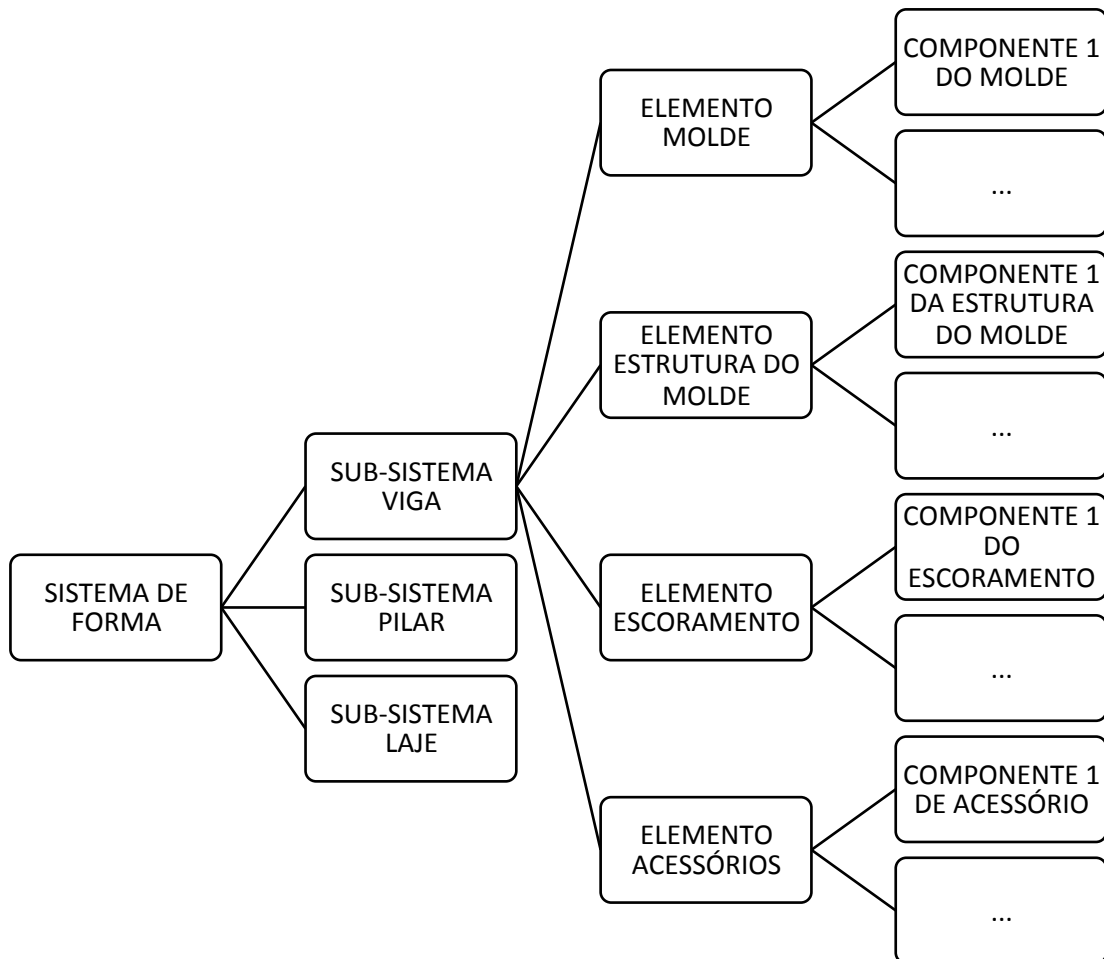 SISTEMA DE
FORMA
SUB-SISTEMA
VIGA
SUB-SISTEMA
PILAR
SUB-SISTEMA
LAJE
ELEMENTO
MOLDE
ELEMENTO
ESTRUTURA DO
MOLDE
ELEMENTO
ESCORAMENTO
ELEMENTO
ACESSÓRIOS
COMPONENTE 1
DO MOLDE
...
COMPONENTE 1
DA ESTRUTURA
DO MOLDE
...
COMPONENTE 1
DO
ESCORAMENTO
...
COMPONENTE 1
DE ACESSÓRIO
...